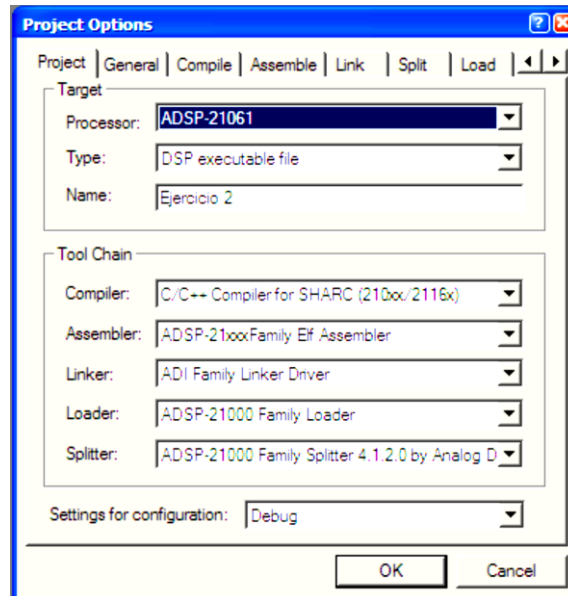 Project Options
Project General Compile Assemble Link Split Load
Target
Processor: ADSP-21061
Type: DSP executable file
Name: Ejercicio 2
Tool Chain
Compiler: C/C++ Compiler for SHARC (210xx/2116x)
Assembler: ADSP-21xxxFamily Elf Assembler
Linker: ADI Family Linker Driver
Loader: ADSP-21000 Family Loader
Splitter: ADSP-21000 Family Splitter 4.1.2.0 by Analog D
Settings for configuration: Debug
OK Cancel